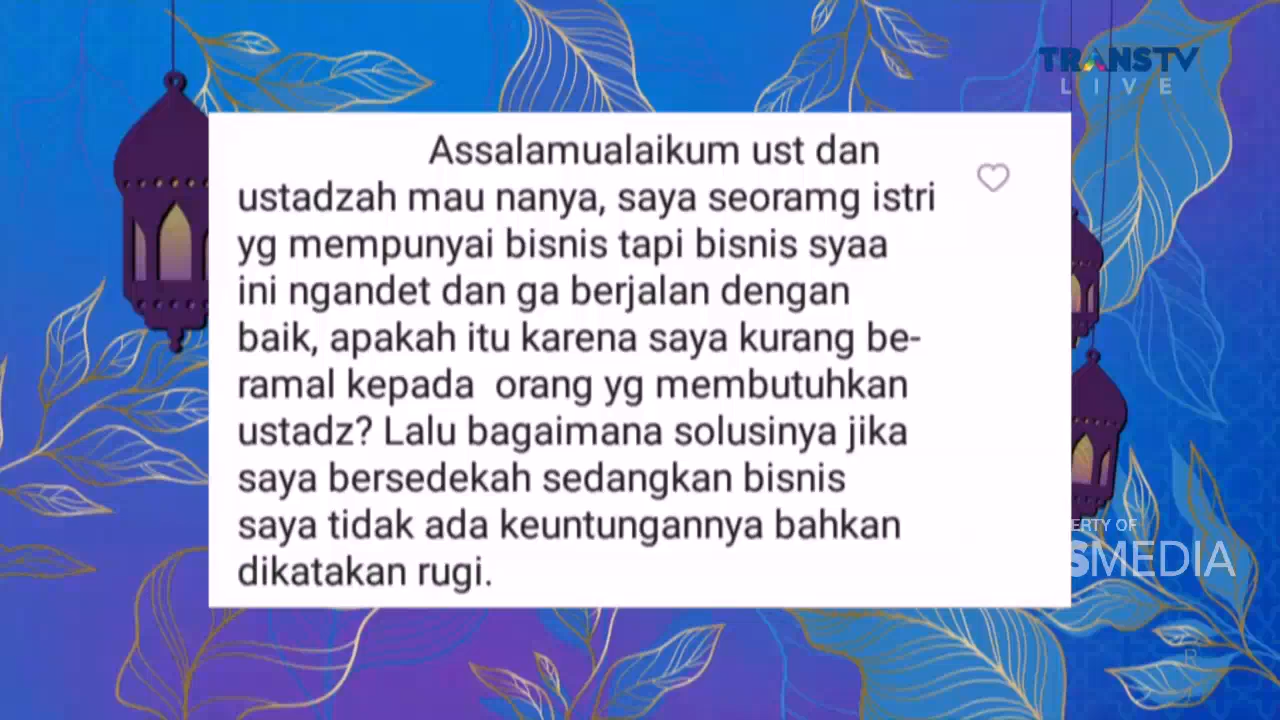 TRANSTV
LIVE
Assalamualaikum ust dan
ustadzah mau nanya, saya seoramg istri
yg mempunyai bisnis tapi bisnis syaa
ini ngandet dan ga berjalan dengan
baik, apakah itu karena saya kurang be-
ramal kepada  orang yg membutuhkan
ustadz? Lalu bagaimana solusinya jika
saya bersedekah sedangkan bisnis
saya tidak ada keuntungannya bahkan
dikatakan rugi.
ERTY OF
SMEDIA
R